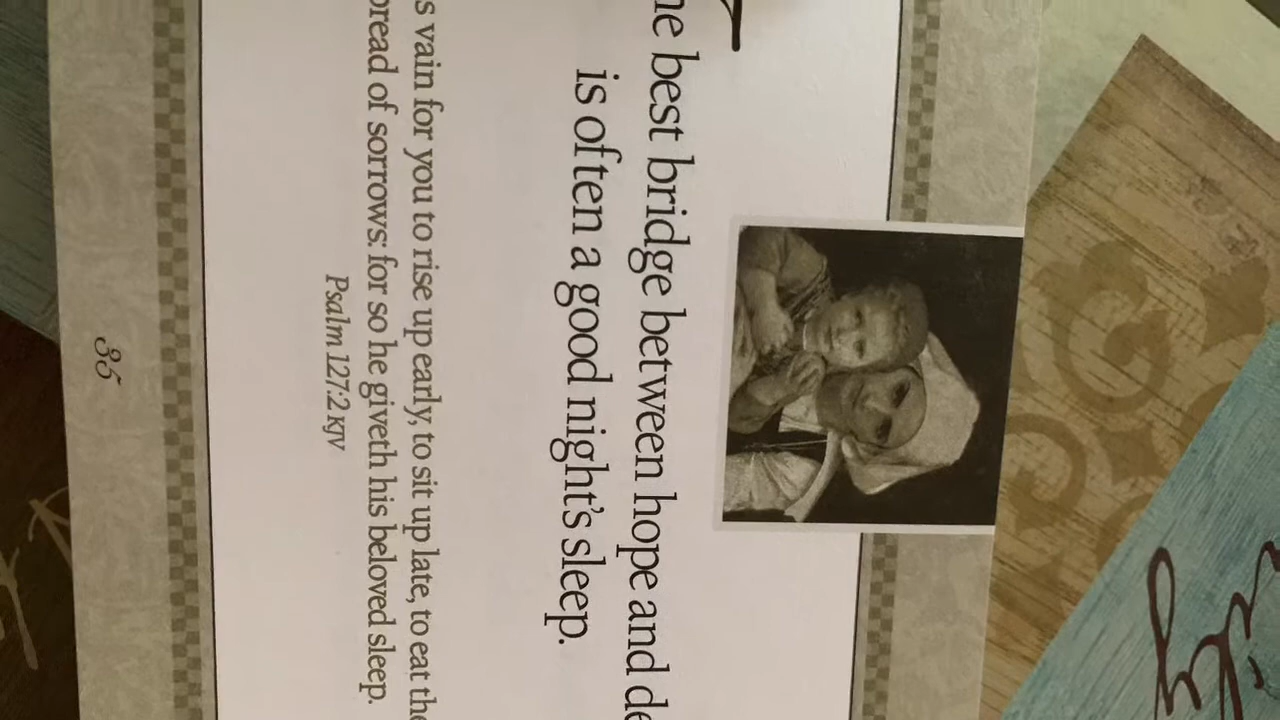 he best bridge between hope and de
is often a good night's sleep.
s vain for you to rise up early, to sit up late, to eat the
bread of sorrows: for so he giveth his beloved sleep.
Psalm 127:2 KJV
35